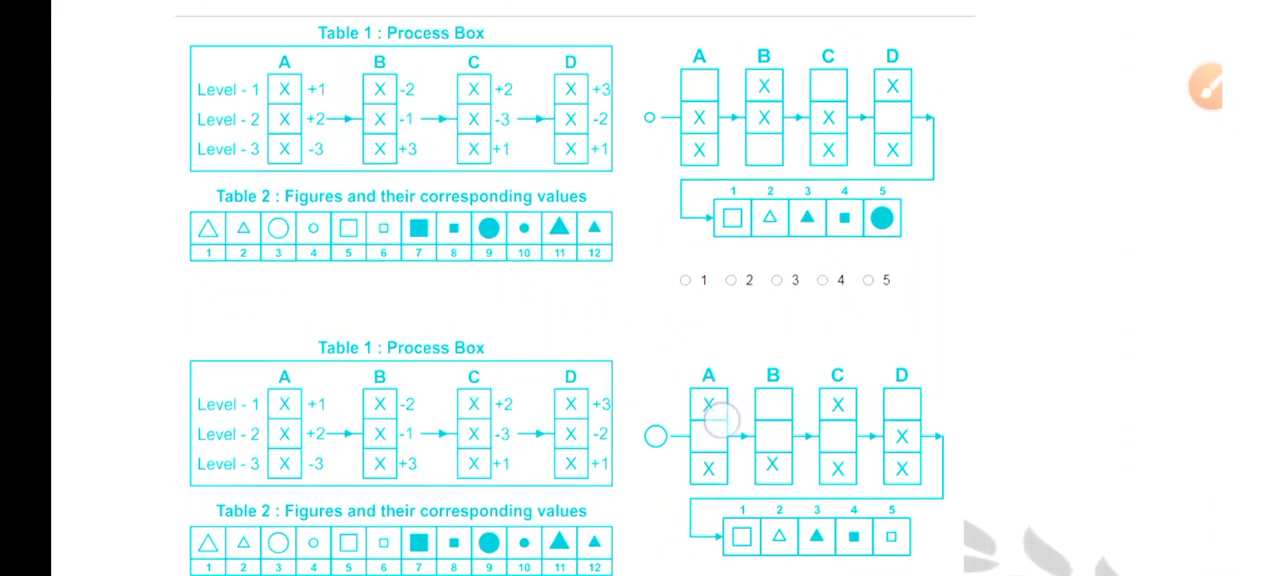 Table 1 : Process Box
A B C D
Level - 1 X +1 X -2 X +2 X +3
Level - 2 X +2 X -1 X -3 X -2
Level - 3 X -3 X +3 X +1 X +1
Table 2 : Figures and their corresponding values
1 2 3 4 5 6 7 8 9 10 11 12
A B C D
X X
X X X
X X X
1 2 3 4 5
1 2 3 4 5
Table 1 : Process Box
A B C D
Level - 1 X +1 X -2 X +2 X +3
Level - 2 X +2 X -1 X -3 X -2
Level - 3 X -3 X +3 X +1 X +1
Table 2 : Figures and their corresponding values
1 2 3 4 5 6 7 8 9 10 11 12
A B C D
X X
X
X X X X
1 2 3 4 5